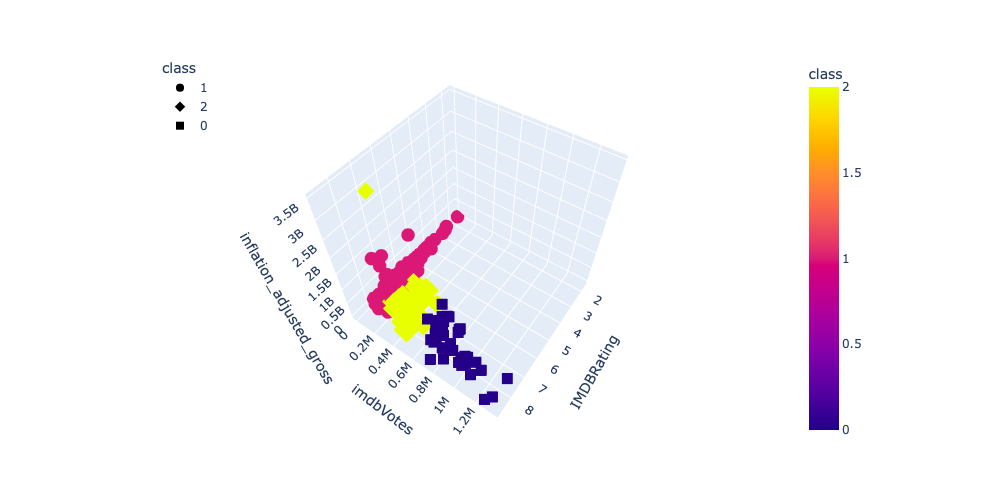 class
1
2
0
class
2
1.5
1
0.5
0
3.5B
3B
2.5B
2B
1.5B
1B
0.5B
0
inflation_adjusted_gross
0
0.2M
0.4M
0.6M
0.8M
1M
1.2M
imdbVotes
2
3
4
5
6
7
8
IMDBRating